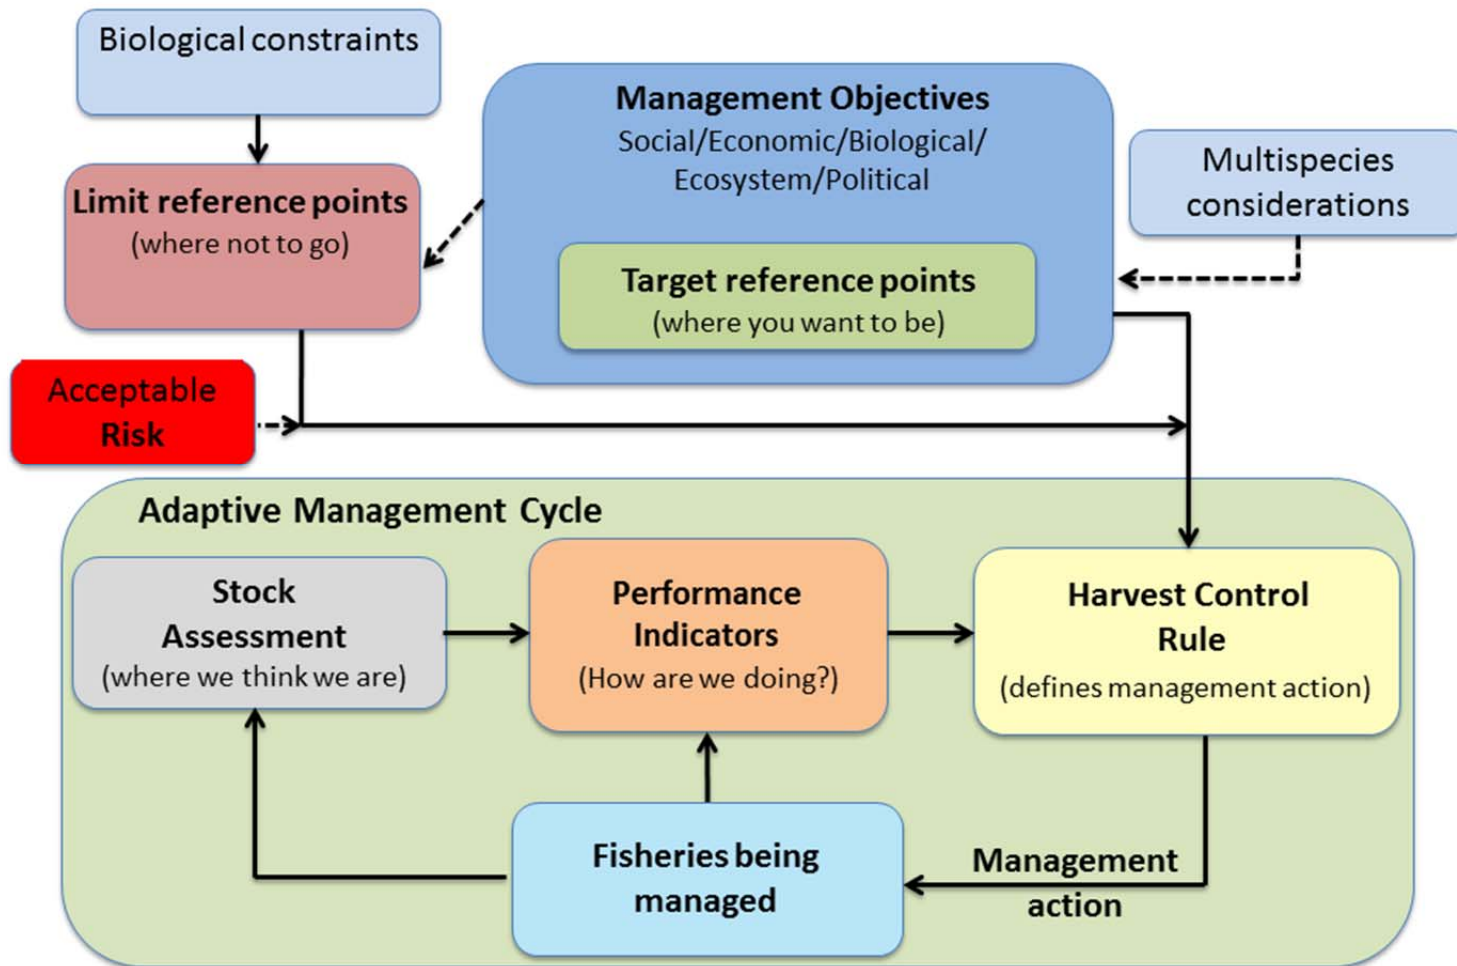 Biological constraints
Limit reference points
(where not to go)
Acceptable
Risk
Management Objectives
Social/Economic/Biological/
Ecosystem/Political
Target reference points
(where you want to be)
Multispecies
considerations
Adaptive Management Cycle
Stock
Assessment
(where we think we are)
Performance
Indicators
(How are we doing?)
Harvest Control
Rule
(defines management action)
Fisheries being
managed
Management
action